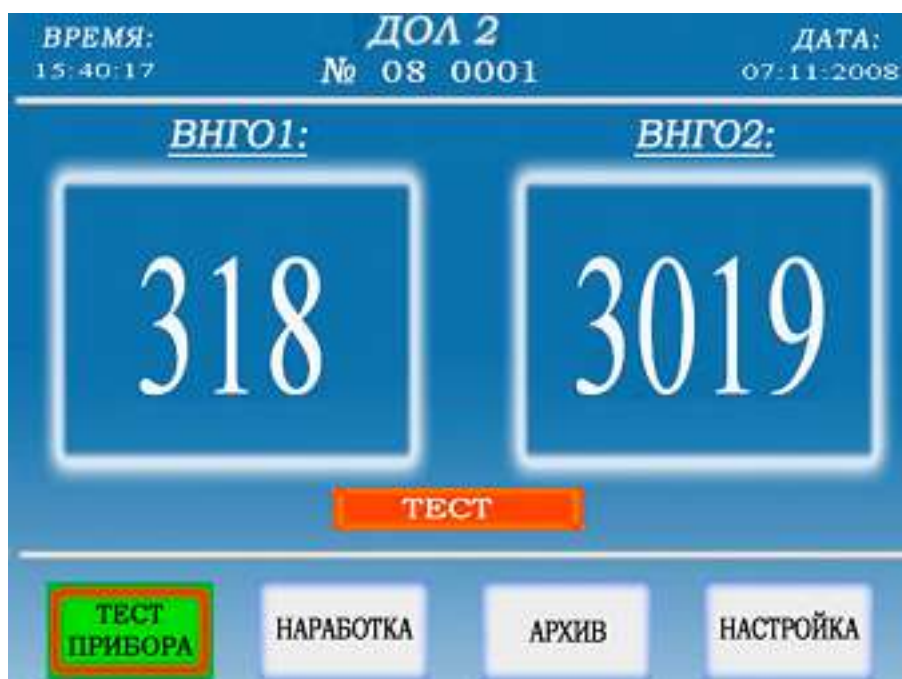 ВРЕМЯ: ДОЛ 2 ДАТА:
15:40:17 № 08 0001 07:11:2008
ВНГО1: ВНГО2:
318 3019
ТЕСТ
ТЕСТ
ПРИБОРА
НАРАБОТКА АРХИВ НАСТРОЙКА